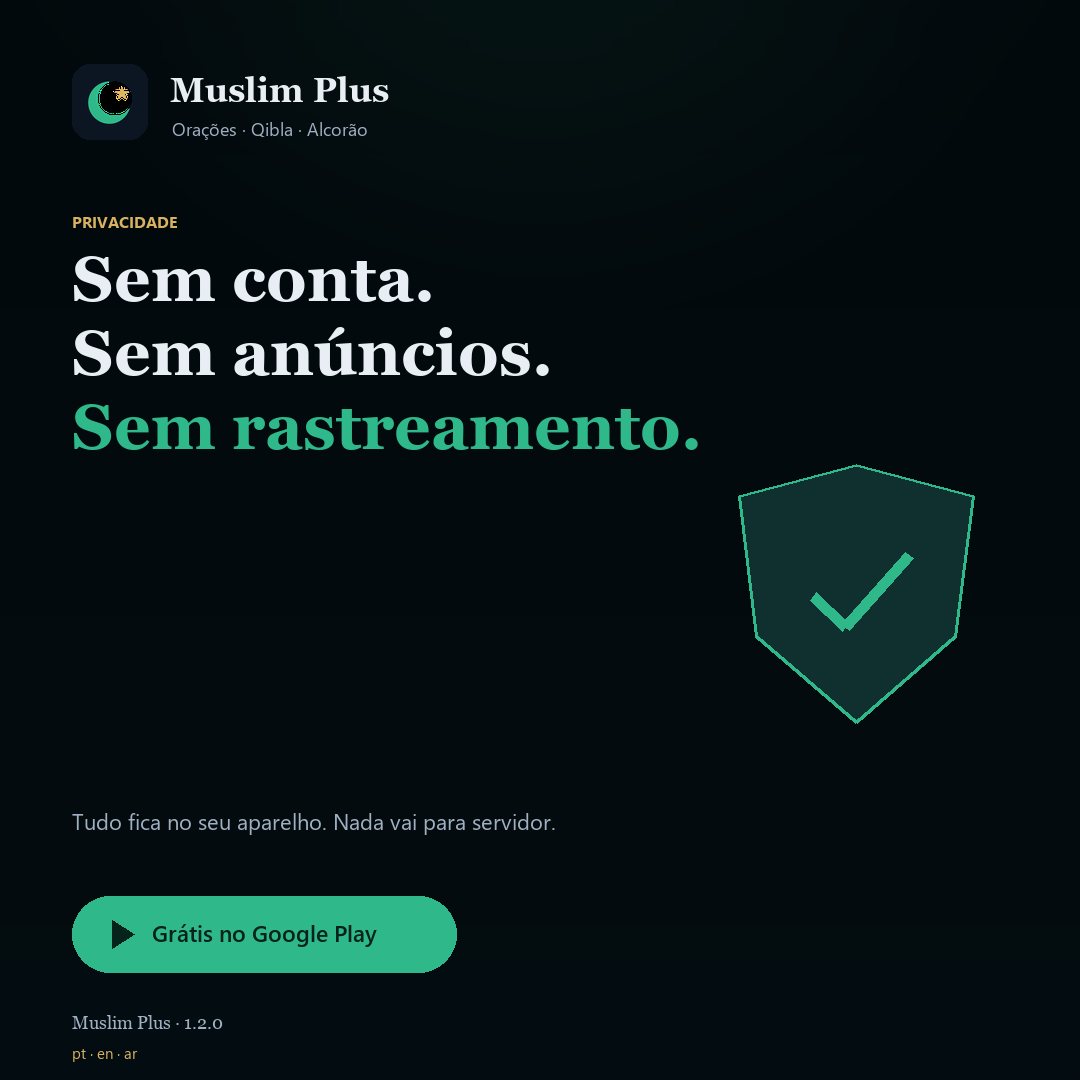 Muslim Plus
Orações · Qibla · Alcorão
PRIVACIDADE
Sem conta.
Sem anúncios.
Sem rastreamento.
Tudo fica no seu aparelho. Nada vai para servidor.
Grátis no Google Play
Muslim Plus · 1.2.0
pt · en · ar